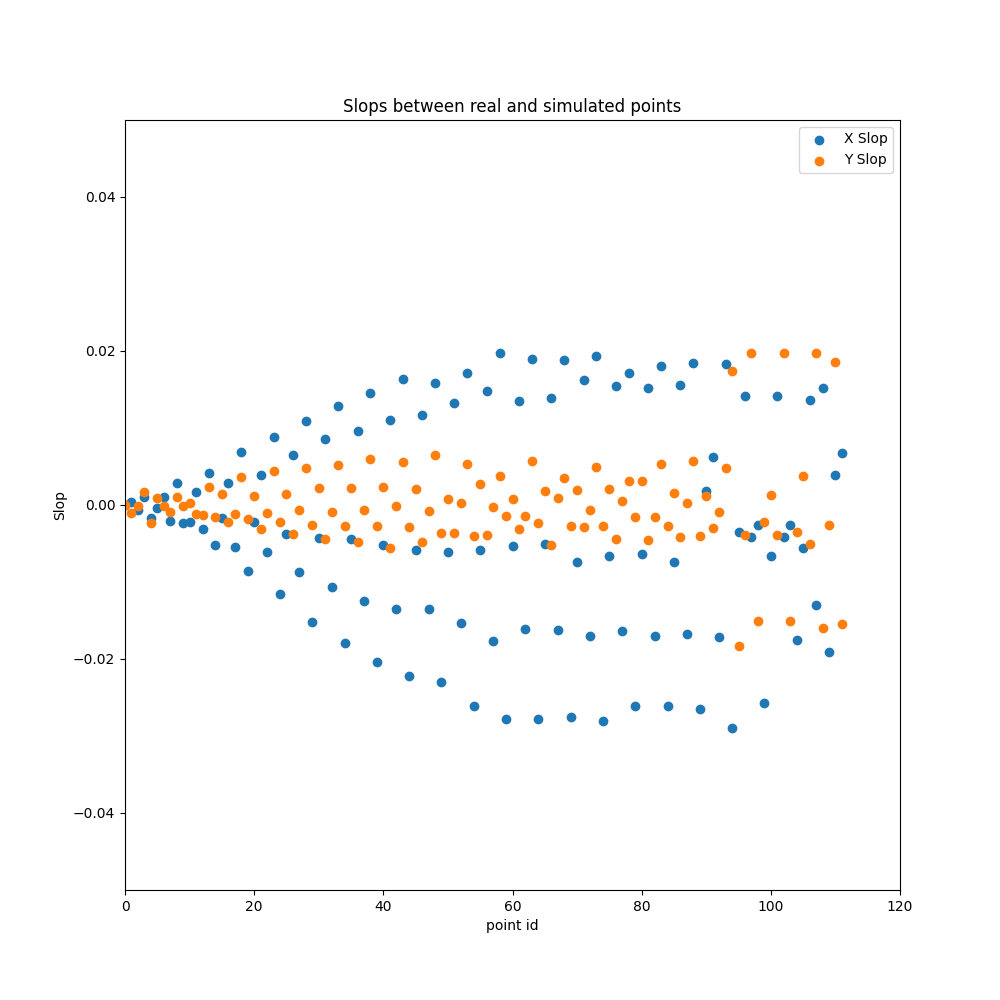 Slops between real and simulated points
X Slop
Y Slop
0.04
0.02
0.00
−0.02
−0.04
Slop
0 20 40 60 80 100 120
point id